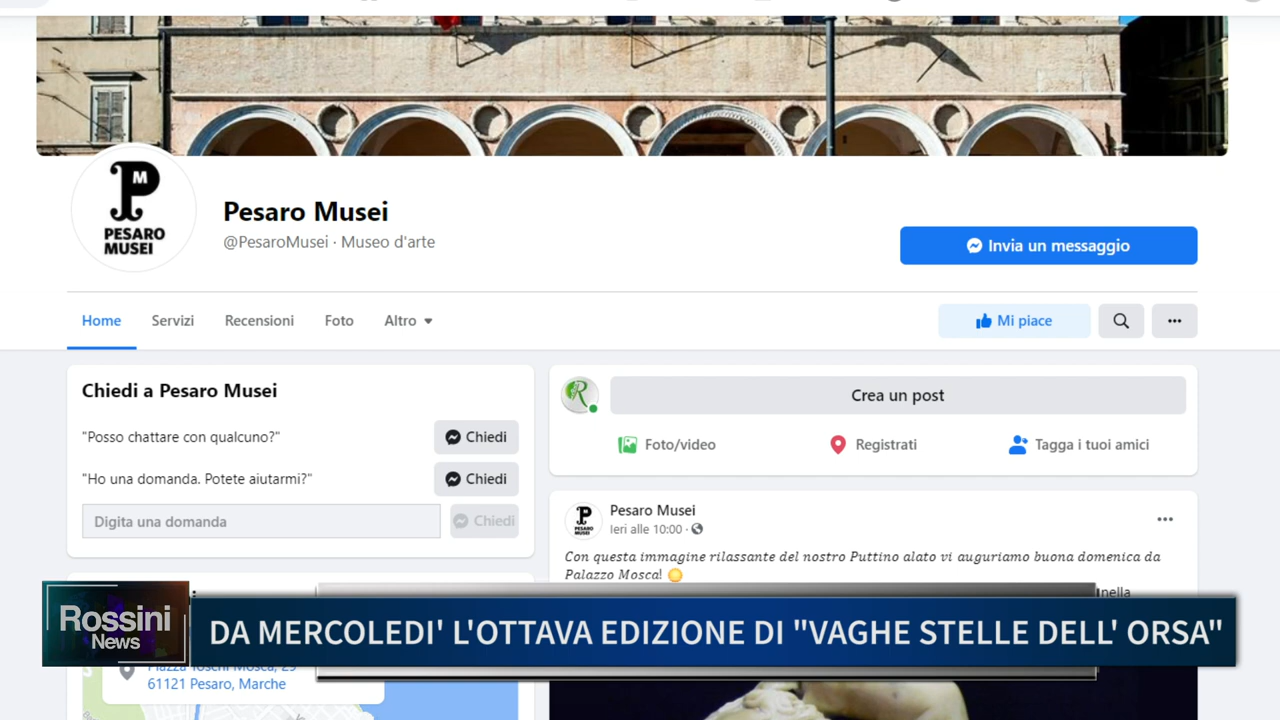 M
PESARO
MUSEI
Pesaro Musei
@PesaroMusei · Museo d'arte
Invia un messaggio
Home Servizi Recensioni Foto Altro
Mi piace
Chiedi a Pesaro Musei
"Posso chattare con qualcuno?" Chiedi
"Ho una domanda. Potete aiutarmi?" Chiedi
Digita una domanda Chiedi
R
Crea un post
Foto/video Registrati Tagga i tuoi amici
PESARO
MUSEI
Pesaro Musei
Ieri alle 10:00 ·
Con questa immagine rilassante del nostro Puttino alato vi auguriamo buona domenica da
Palazzo Mosca!
nella
Rossini
News
DA MERCOLEDI' L'OTTAVA EDIZIONE DI "VAGHE STELLE DELL' ORSA"
Piazza Toschi Mosca, 29
61121 Pesaro, Marche